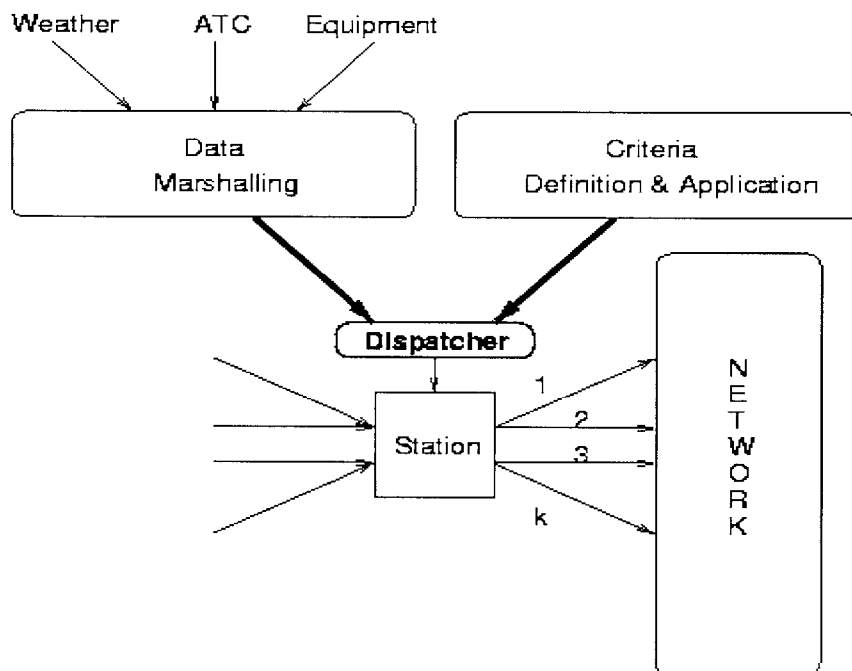 Weather ATC Equipment
Data
Marshalling
Criteria
Definition & Application
Dispatcher
1
2
Station
3
k
N
E
T
W
O
R
K